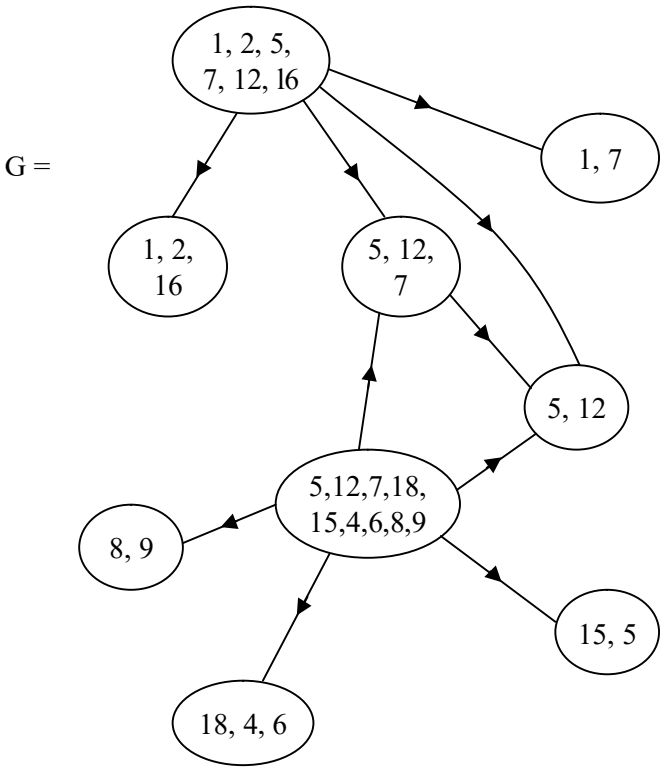 1, 2, 5,
7, 12, l6
G =
1, 7
1, 2,
16
5, 12,
7
5, 12
5,12,7,18,
15,4,6,8,9
8, 9
15, 5
18, 4, 6